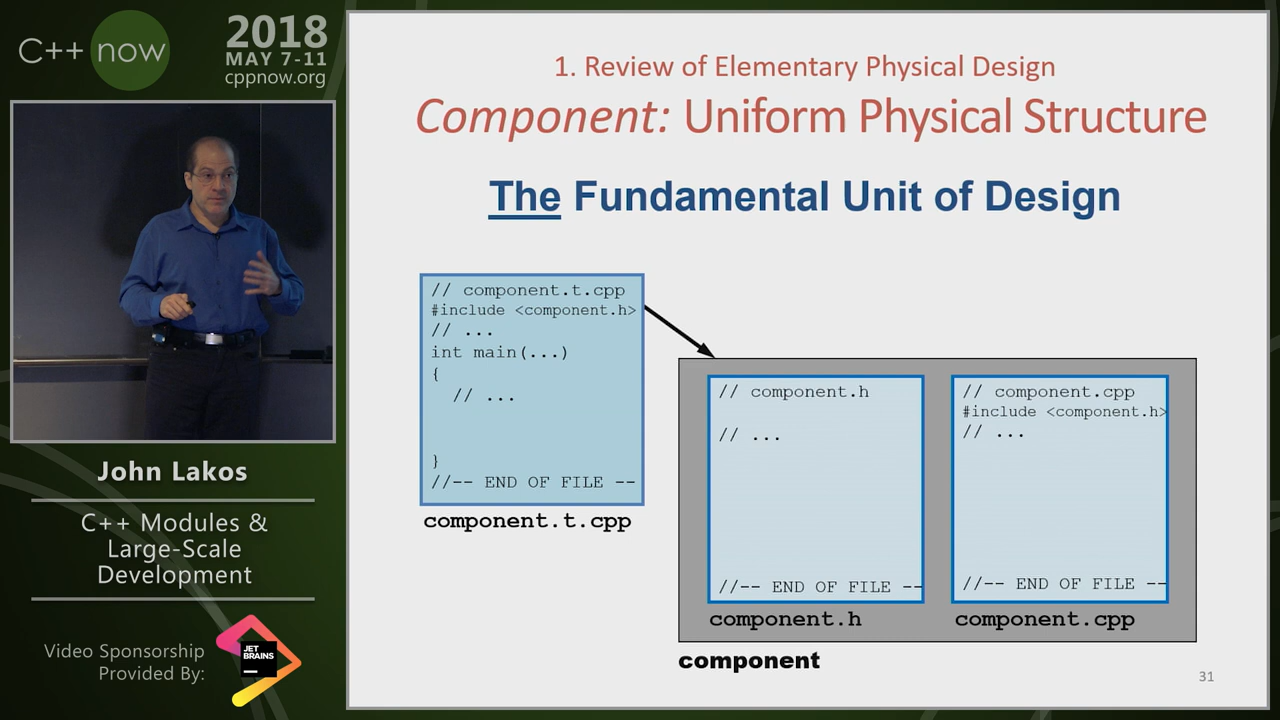 C++ now
2018
MAY 7-11
cppnow.org
John Lakos
C++ Modules &
Large-Scale
Development
Video Sponsorship
Provided By:
JET
BRAINS
1. Review of Elementary Physical Design
Component: Uniform Physical Structure
The Fundamental Unit of Design
// component.t.cpp
#include <component.h>
// ...
int main(...)
{
// ...
}
//-- END OF FILE --
component.t.cpp
// component.h
// ...
//-- END OF FILE --
component.h
// component.cpp
#include <component.h>
// ...
//-- END OF FILE --
component.cpp
component
31